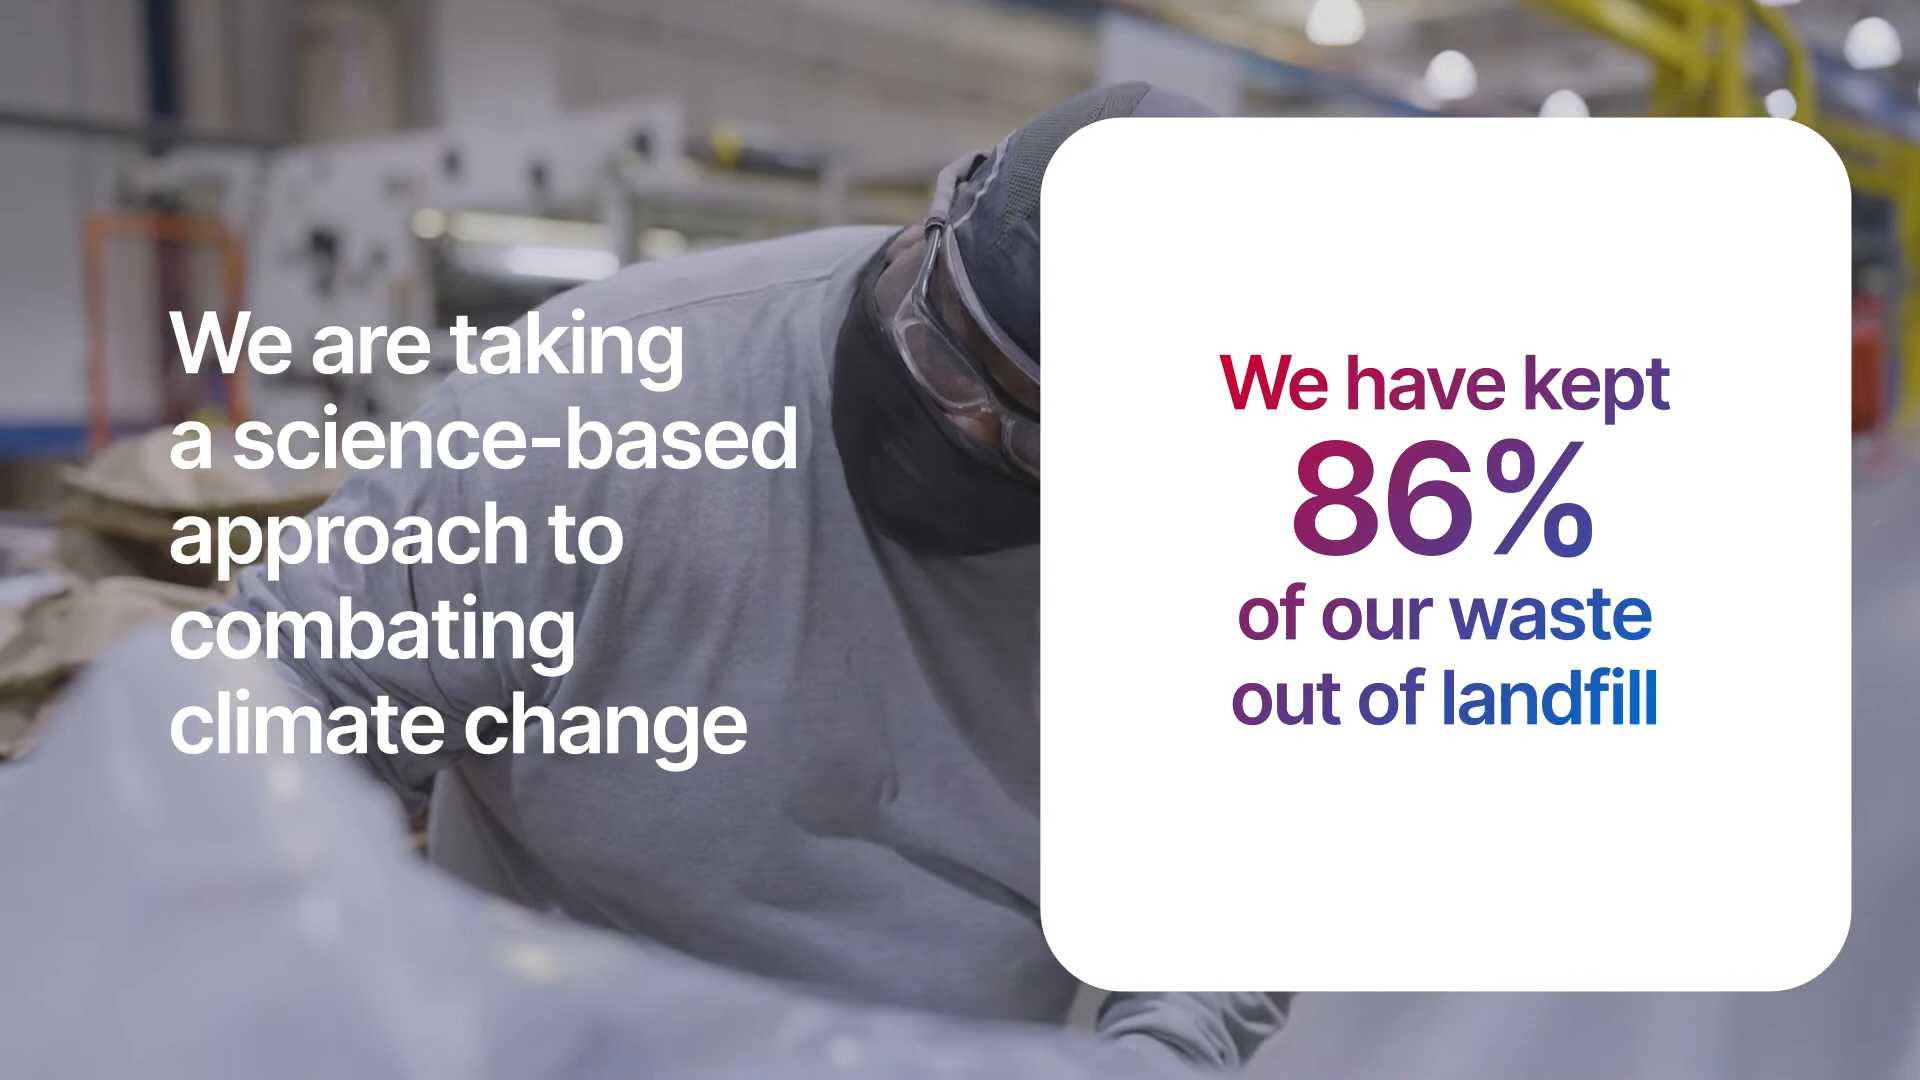 We are taking
a science-based
approach to
combating
climate change
We have kept
86%
of our waste
out of landfill